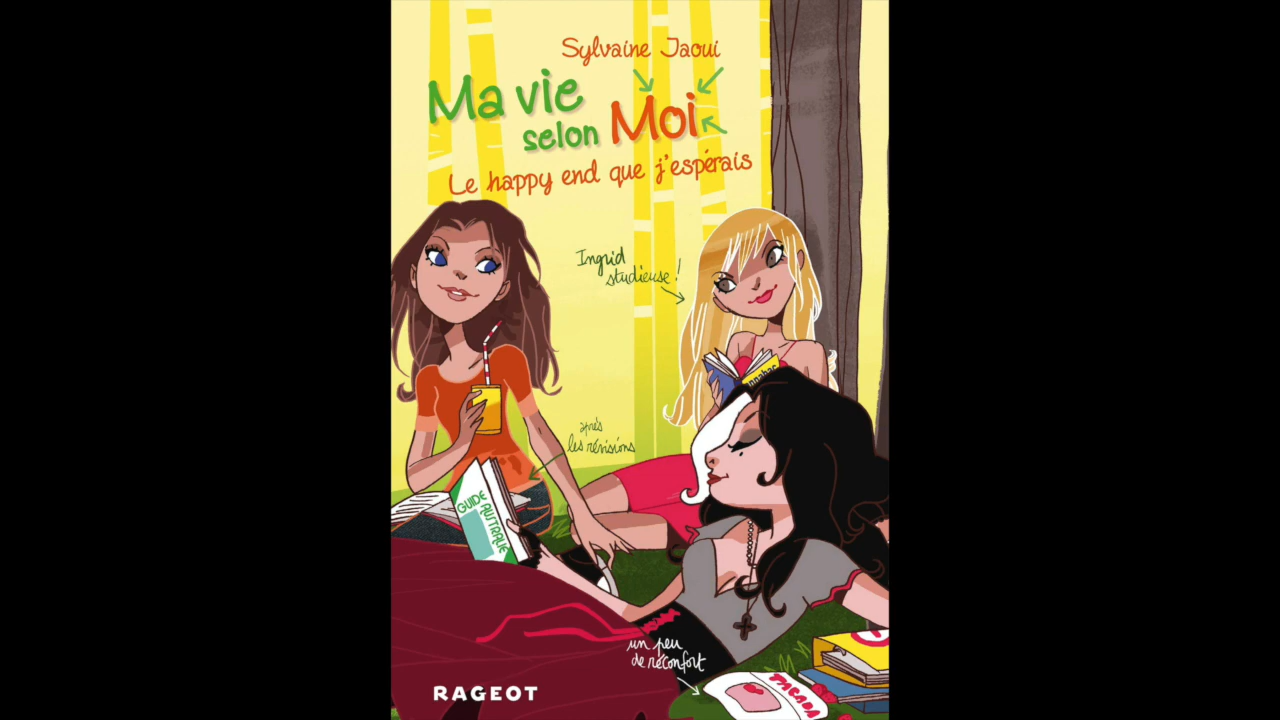 Sylvaine Jaoui
Ma vie
selon Moi
Le happy end que j'espérais
Ingrid
studieuse !
après
les révisions
GUIDE
AUSTRALIE
un peu
de réconfort
RAGEOT